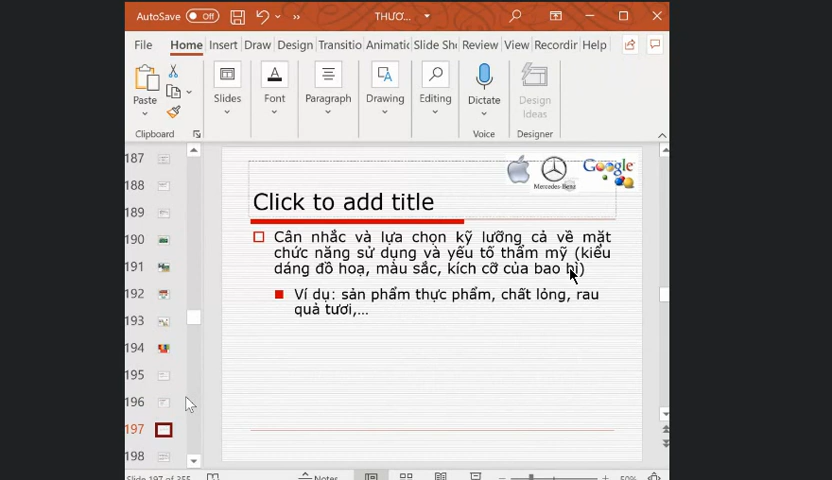 AutoSave Off THƯƠ...
File Home Insert Draw Design Transitio Animatic Slide Sho Review View Recordir Help
Paste Slides Font Paragraph Drawing Editing Dictate Design Ideas
Clipboard Voice Designer
187
188
189
190
191
192
193
194
195
196
197
198
Mercedes-Benz Google
Click to add title
Cân nhắc và lựa chọn kỹ lưỡng cả về mặt
chức năng sử dụng và yếu tố thẩm mỹ (kiểu
dáng đồ hoạ, màu sắc, kích cỡ của bao bì)
Ví dụ: sản phẩm thực phẩm, chất lỏng, rau
quả tươi,...
Slide 197 of 355 Notes 50%